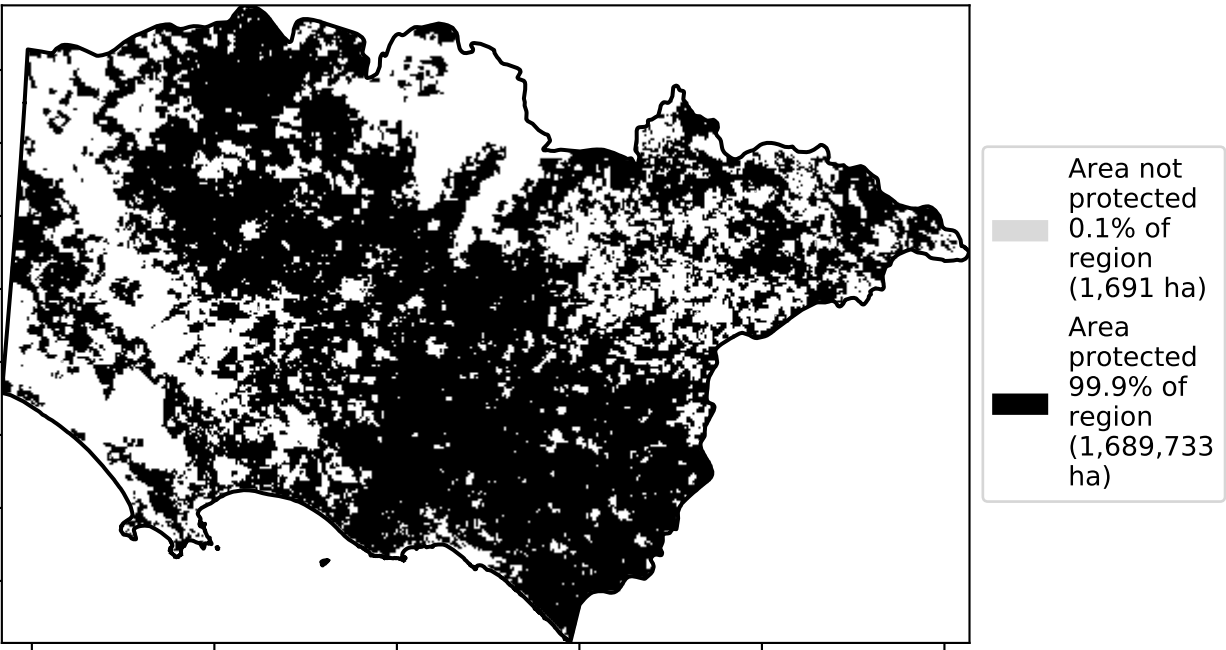 Area not
protected
0.1% of
region
(1,691 ha)
Area
protected
99.9% of
region
(1,689,733
ha)